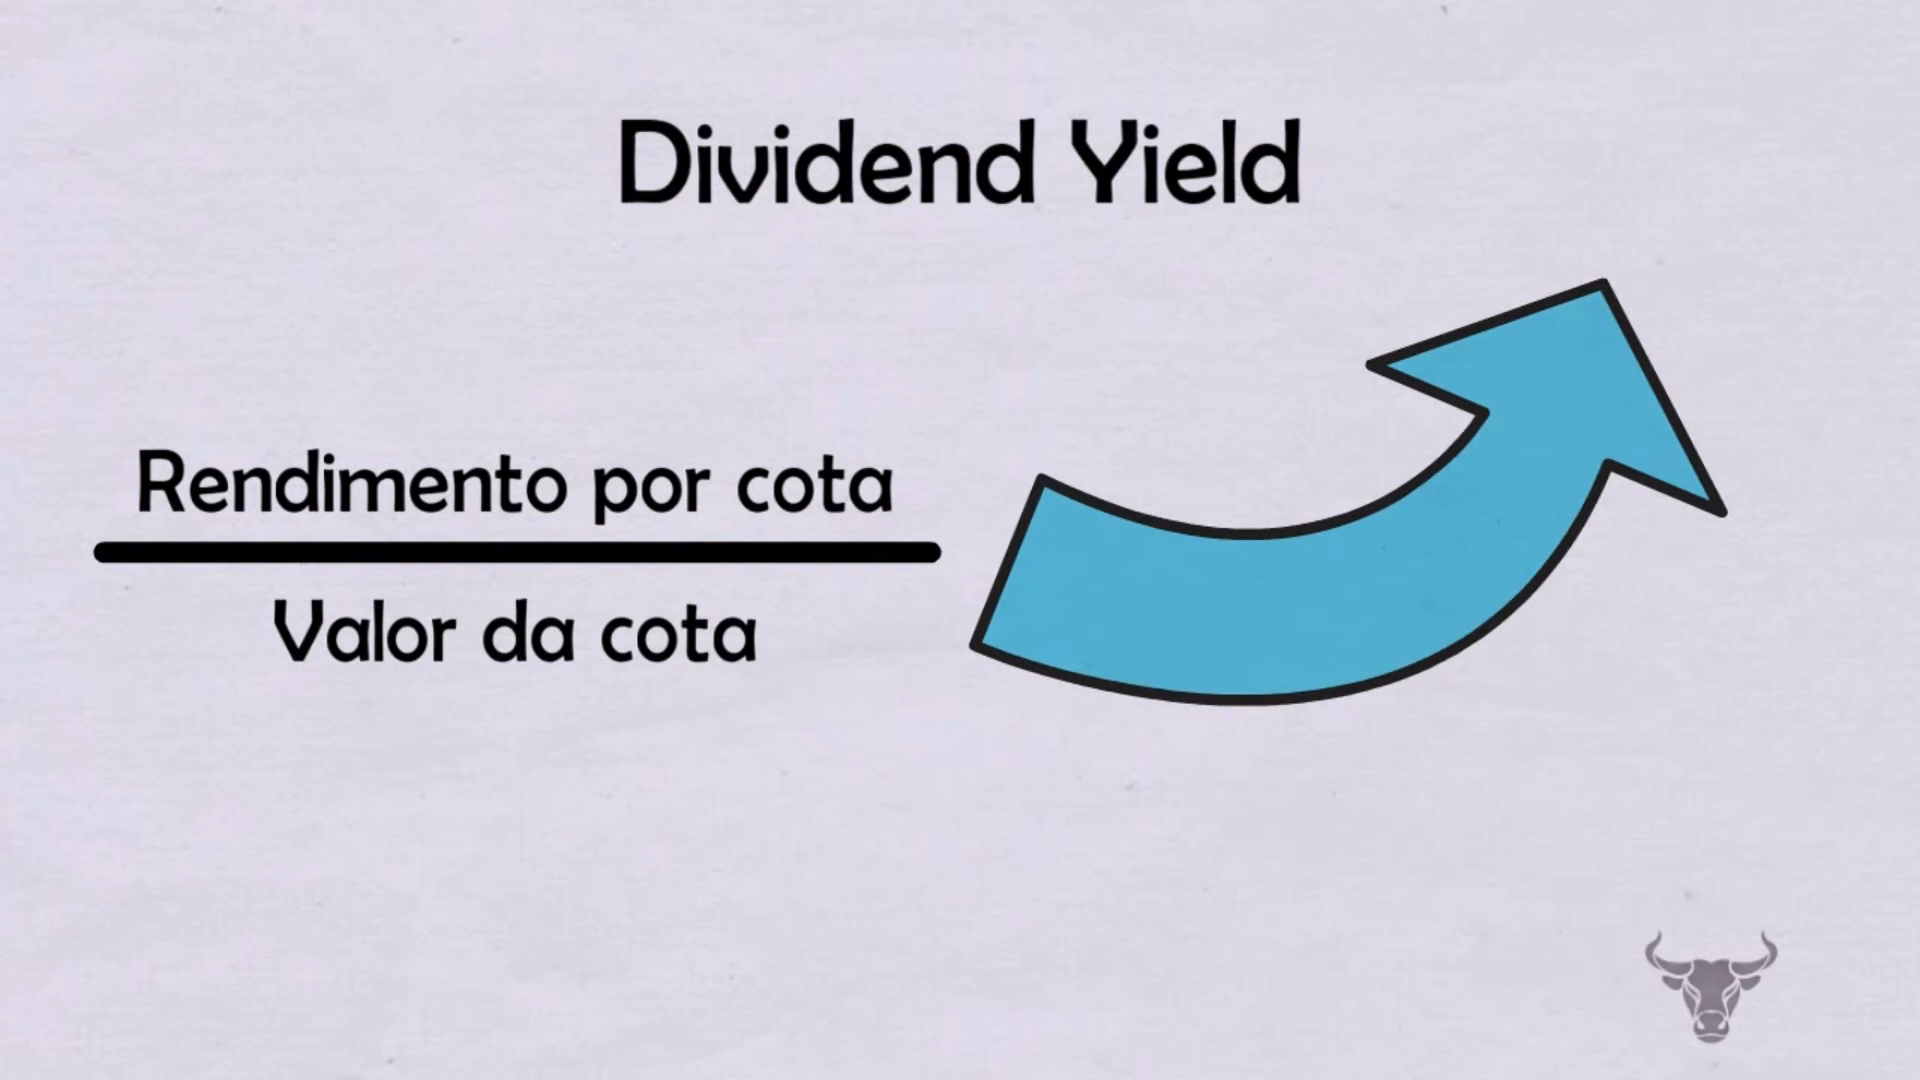 Dividend Yield
Rendimento por cota
Valor da cota